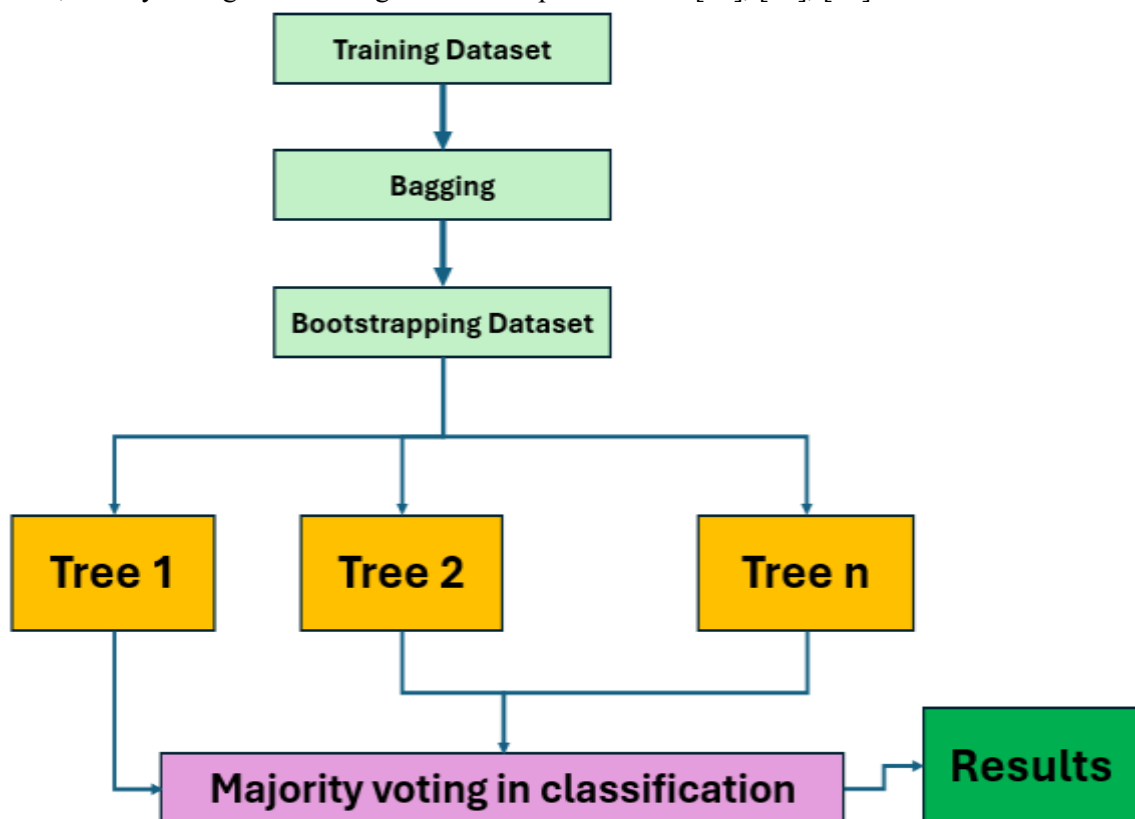 Training Dataset
Bagging
Bootstrapping Dataset
Tree 1
Tree 2
Tree n
Majority voting in classification
Results